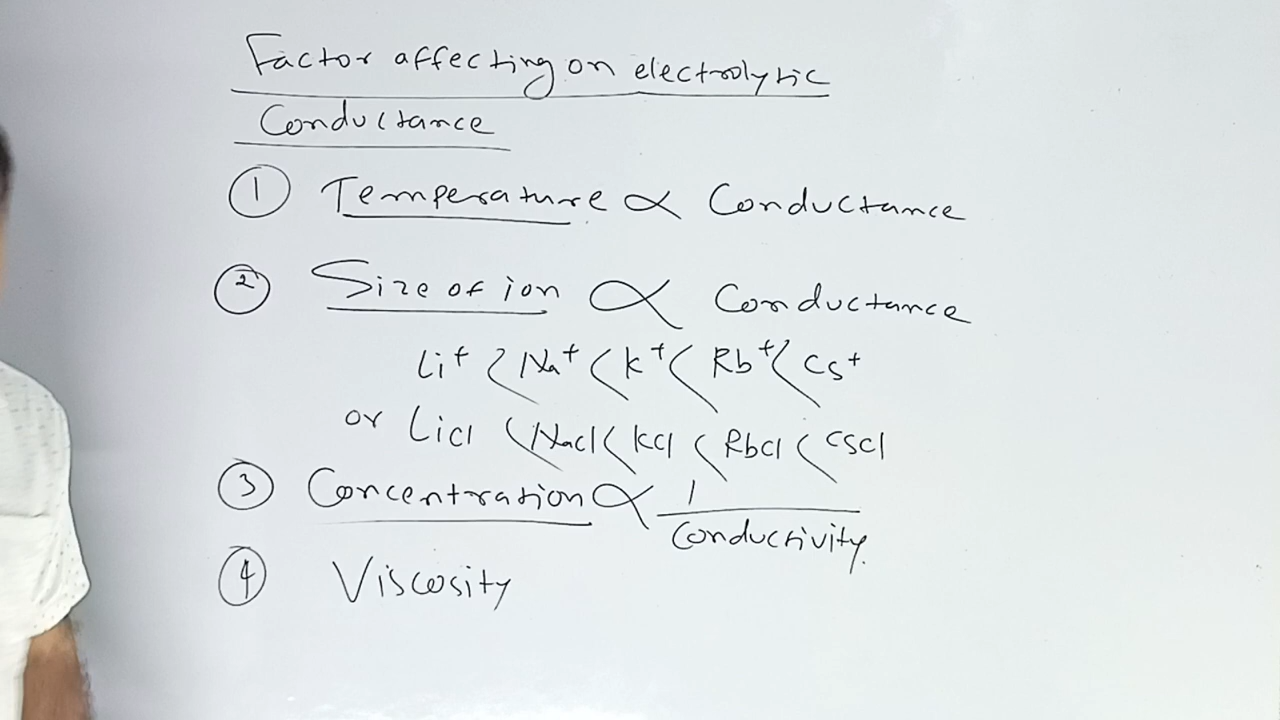 Factor affecting on electrolytic
Conductance
① Temperature ∝ Conductance
② Size of ion ∝ Conductance
Li⁺ < Na⁺ < K⁺ < Rb⁺ < Cs⁺
or LiCl < NaCl < KCl < RbCl < CsCl
③ Concentration ∝ 1 / Conductivity.
④ Viscosity